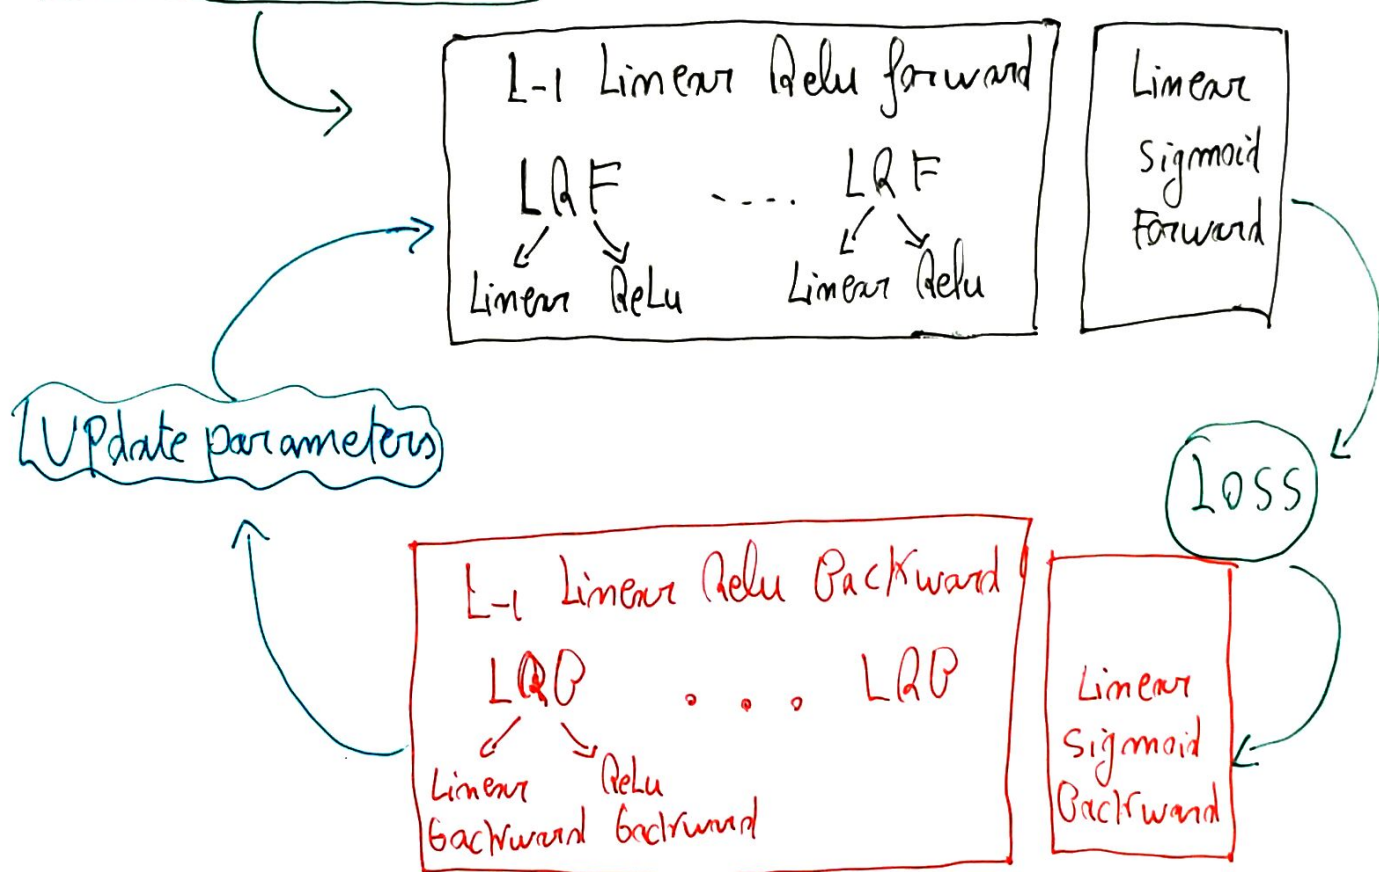 L-1 Linear Relu forward
LRF .... LRF
Linear ReLu Linear Relu
Linear
Sigmoid
Forward
Update parameters
Loss
L-1 Linear Relu Backward
LRB . . . LRB
Linear ReLu
backward backward
Linear
Sigmoid
Backward